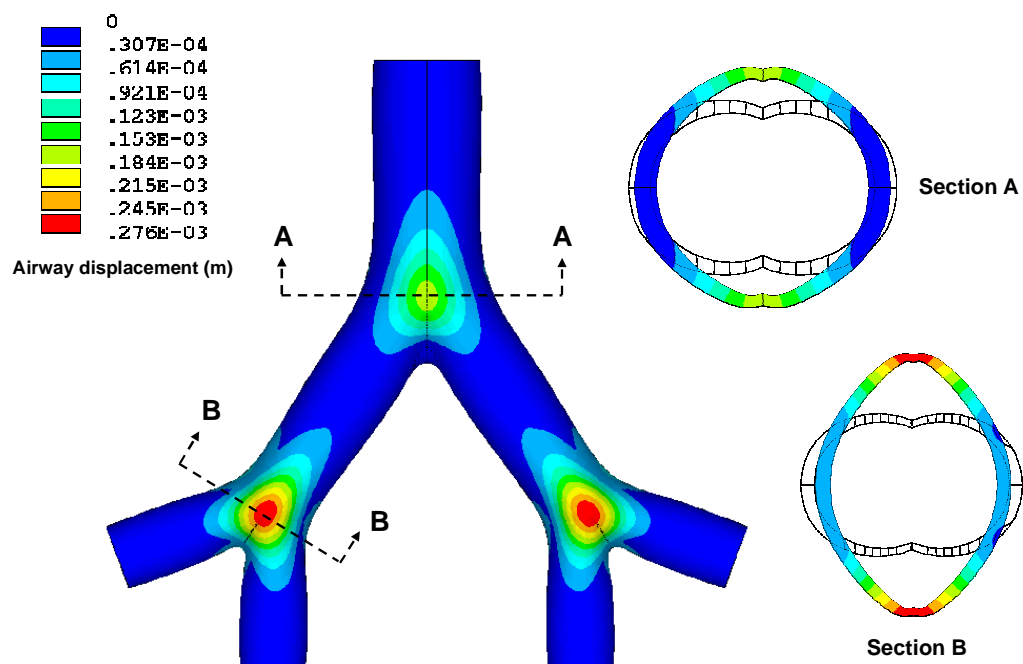 0
.307E-04
.614E-04
.921E-04
.123E-03
.153E-03
.184E-03
.215E-03
.245E-03
.276E-03
Airway displacement (m)
A A
Section A
B
B
Section B